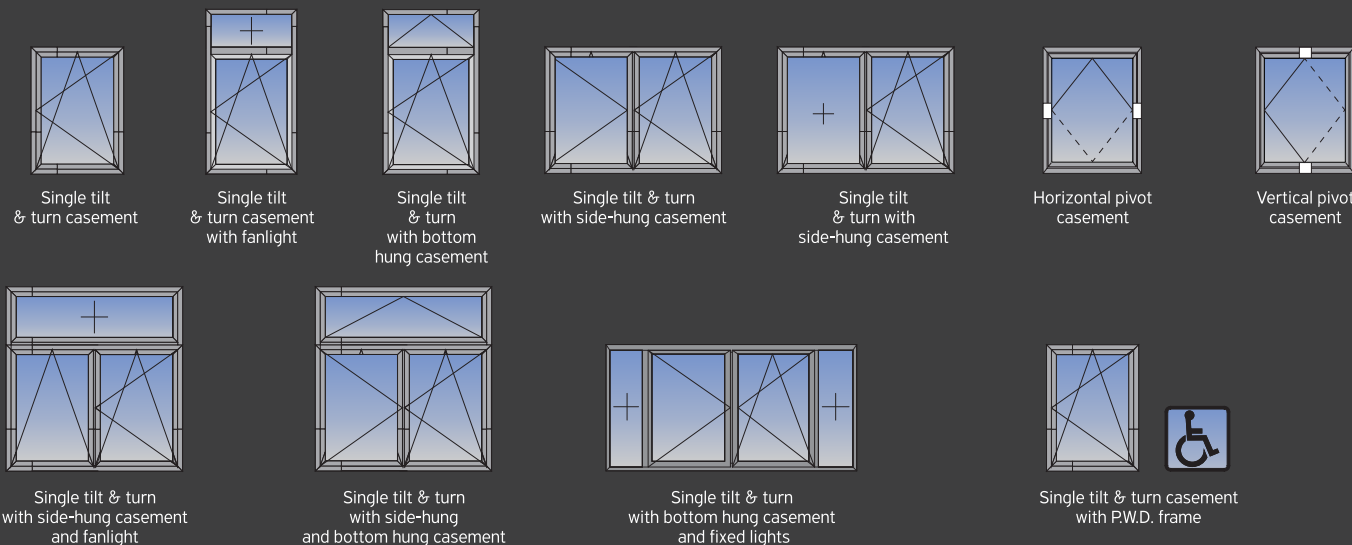 Single tilt
& turn casement
Single tilt
& turn casement
with fanlight
Single tilt
& turn
with bottom
hung casement
Single tilt & turn
with side-hung casement
Single tilt
& turn with
side-hung casement
Horizontal pivot
casement
Vertical pivot
casement
Single tilt & turn
with side-hung casement
and fanlight
Single tilt & turn
with side-hung
and bottom hung casement
Single tilt & turn
with bottom hung casement
and fixed lights
Single tilt & turn casement
with P.W.D. frame